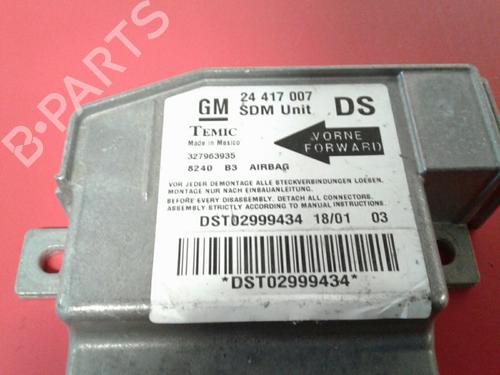 B-PARTS
GM 24 417 007 DS
SDM Unit
TEMIC
Made in Mexico
VORNE
FORWARD
327963935
8240 B3 AIRBAG
VOR JEDER DEMONTAGE ALLE STECKVERBINDUNGEN LOESEN.
MONTAGE NUR NACH EINBAUANLEITUNG.
BEFORE EVERY DISASSEMBLY. DETACH ALL CONNECTORS.
ASSEMBLY STRICTLY ACCORDING TO MANUAL INSTRUCTIONS
DST02999434 18/01 03
*DST02999434*